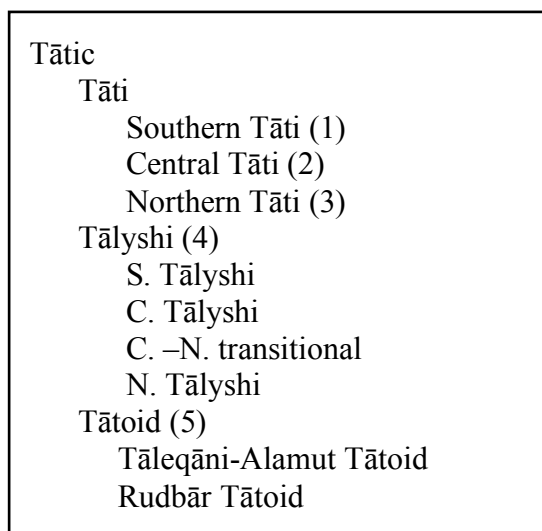 Tātic
Tāti
Southern Tāti (1)
Central Tāti (2)
Northern Tāti (3)
Tālyshi (4)
S. Tālyshi
C. Tālyshi
C. –N. transitional
N. Tālyshi
Tātoid (5)
Tāleqāni-Alamut Tātoid
Rudbār Tātoid